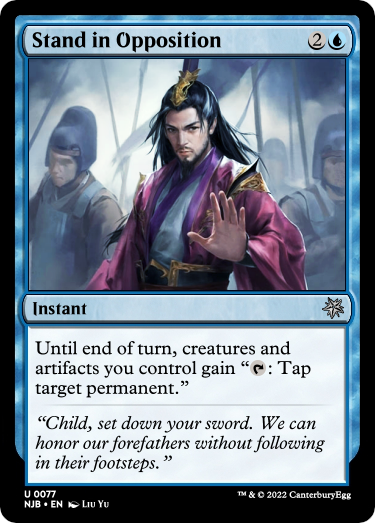 Stand in Opposition 2
Instant
Until end of turn, creatures and
artifacts you control gain “: Tap
target permanent.”
“Child, set down your sword. We can
honor our forefathers without following
in their footsteps.”
U 0077
NJB • EN Liu Yu
™ & © 2022 CanterburyEgg